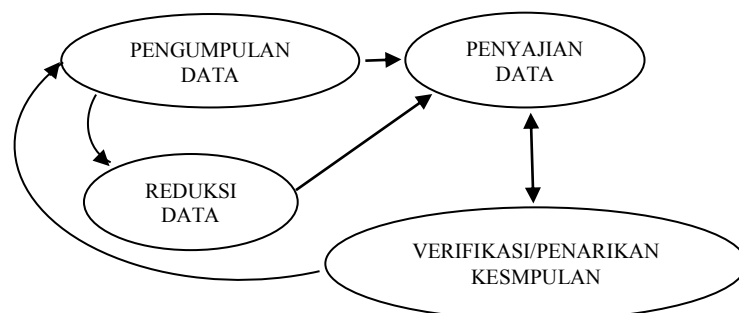 PENGUMPULAN
DATA
PENYAJIAN
DATA
REDUKSI
DATA
VERIFIKASI/PENARIKAN
KESMPULAN